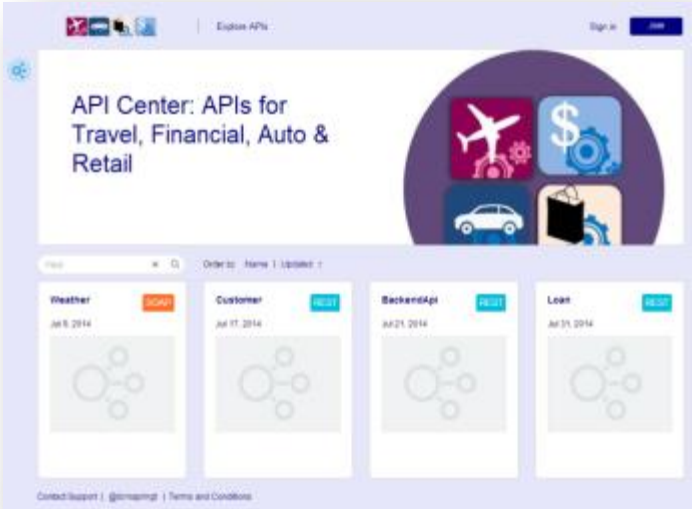 Explore APIs
Sign in
Join
API Center: APIs for
Travel, Financial, Auto &
Retail
Order by: Name | Updated ↑
Weather SOAP
Jul 9, 2014
Customer REST
Jul 17, 2014
BackendApi REST
Jul 21, 2014
Loan REST
Jul 31, 2014
Contact Support | | Terms and Conditions